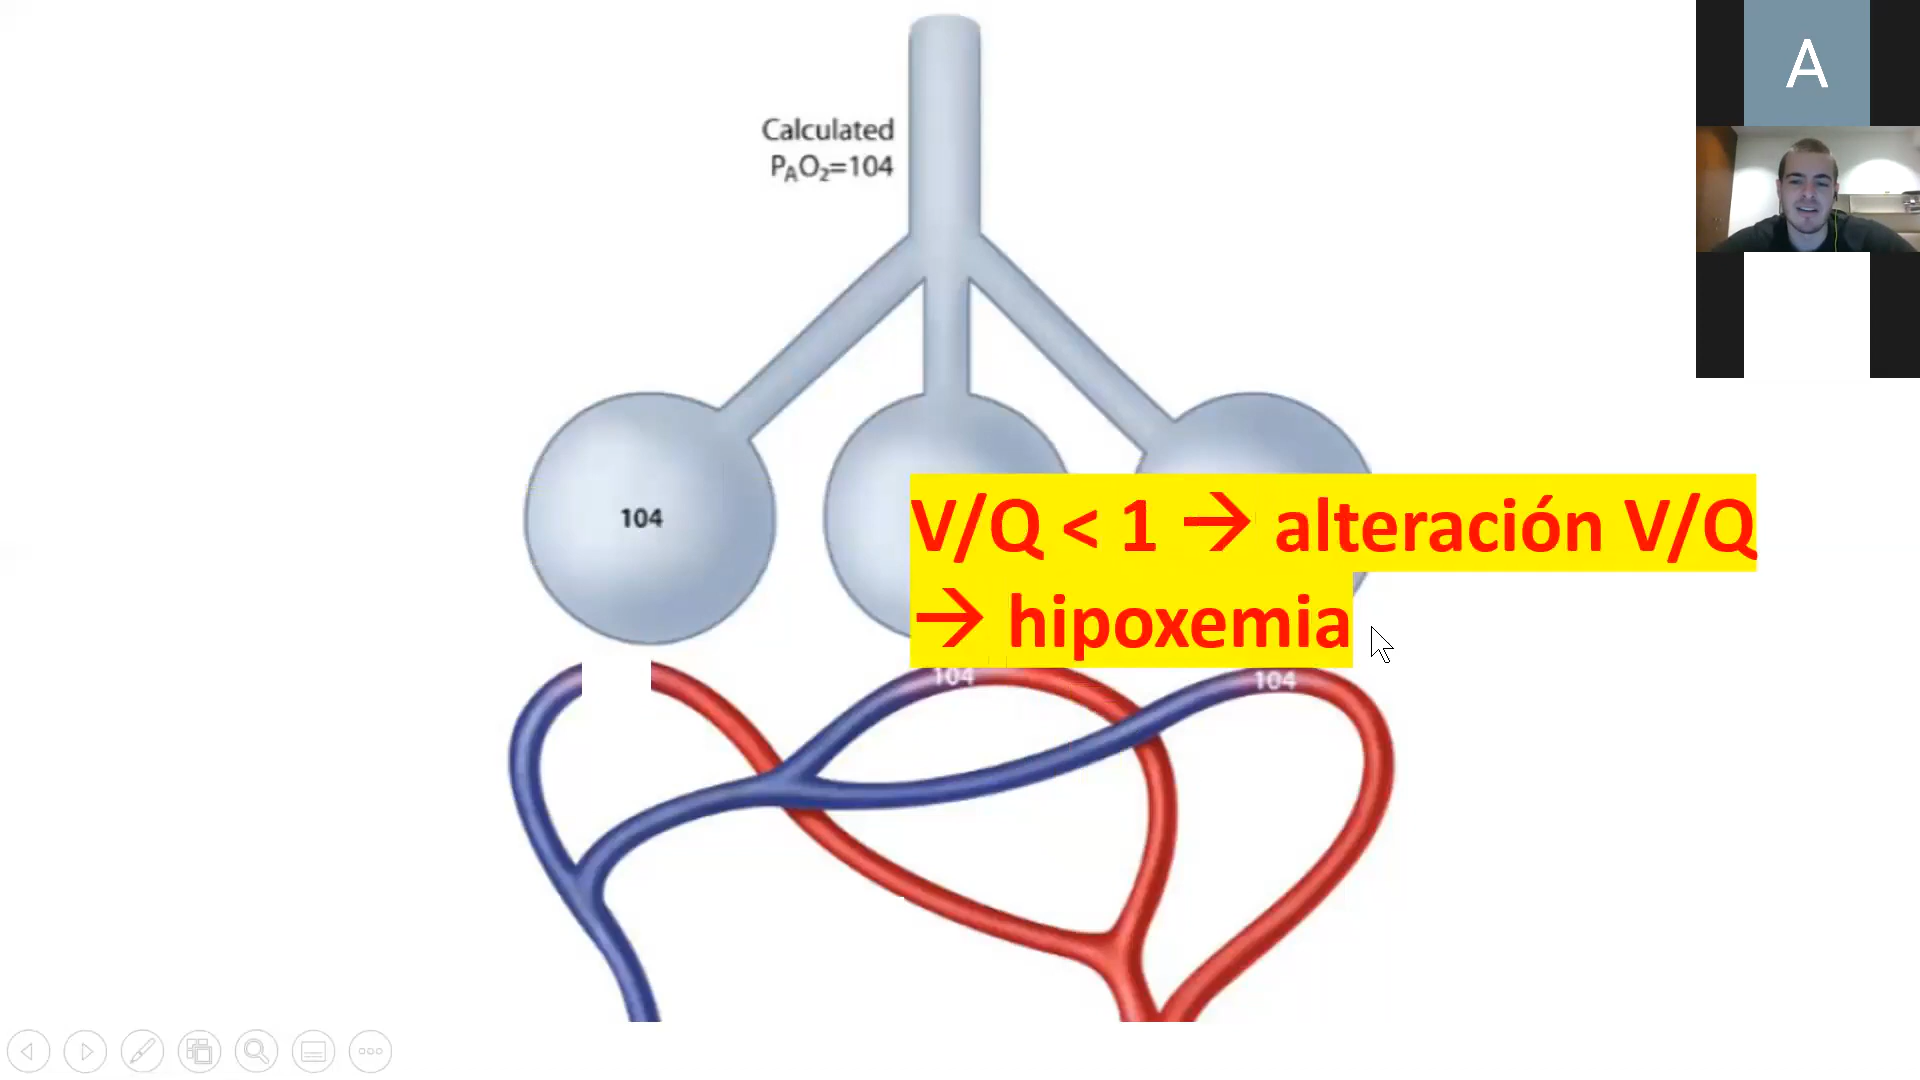 A
Calculated
PAO2=104
104
V/Q < 1 → alteración V/Q
→ hipoxemia
104
104